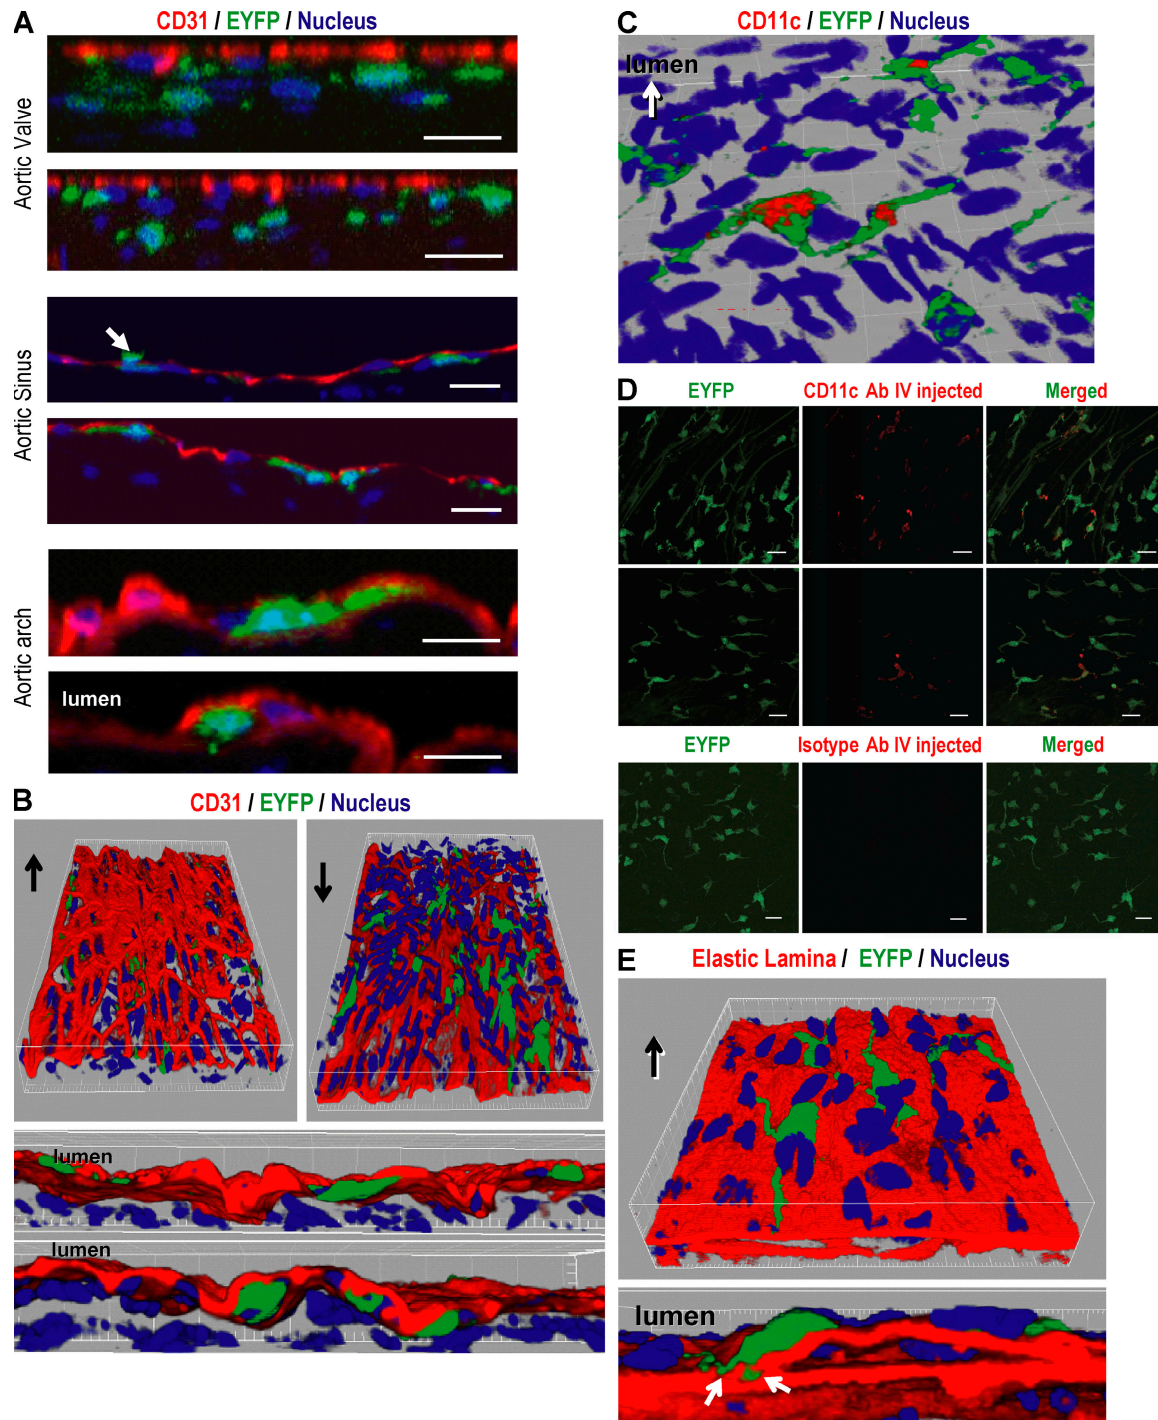 A
CD31 / EYFP / Nucleus
Aortic Valve
Aortic Sinus
Aortic arch
lumen
B
CD31 / EYFP / Nucleus
lumen
lumen
C
CD11c / EYFP / Nucleus
lumen
D
EYFP
CD11c Ab IV injected
Merged
EYFP
Isotype Ab IV injected
Merged
E
Elastic Lamina / EYFP / Nucleus
lumen